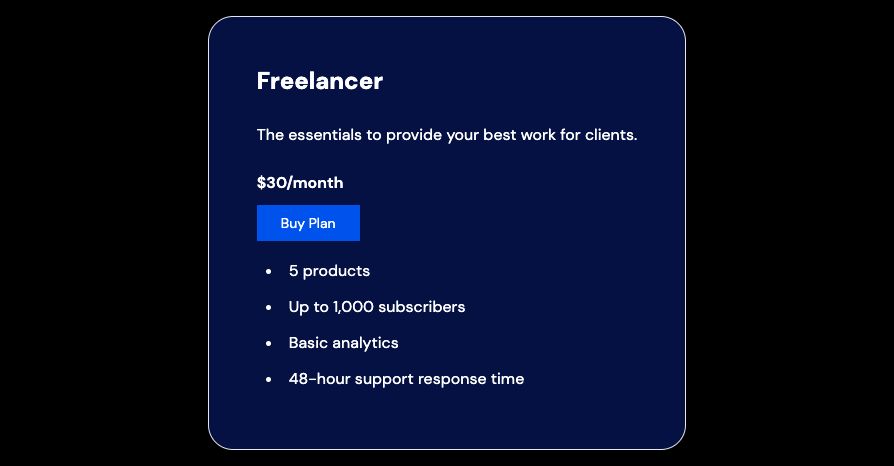 Freelancer
The essentials to provide your best work for clients.
$30/month
Buy Plan
5 products
Up to 1,000 subscribers
Basic analytics
48-hour support response time